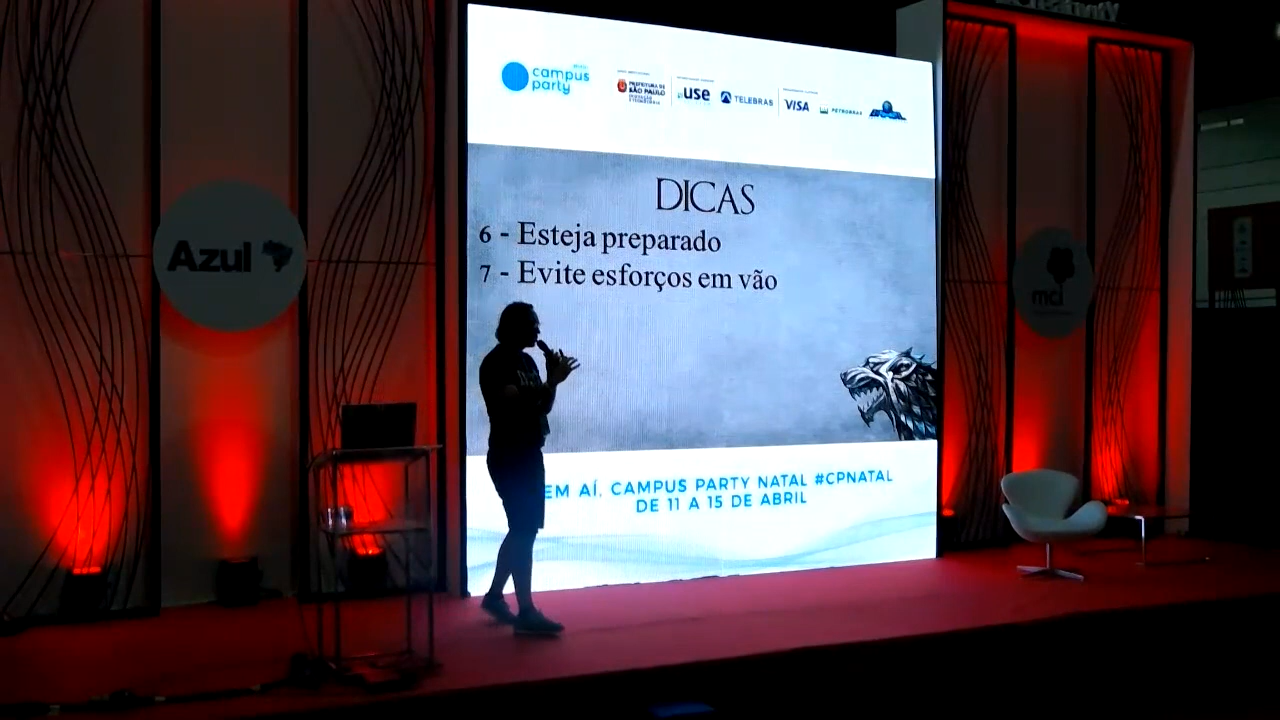 campus
party
PREFEITURA DE
SÃO PAULO
use
TELEBRAS
VISA
PETROBRAS
DICAS
6 - Esteja preparado
7 - Evite esforços em vão
EM AÍ. CAMPUS PARTY NATAL #CPNATAL
DE 11 A 15 DE ABRIL
Azul
mci